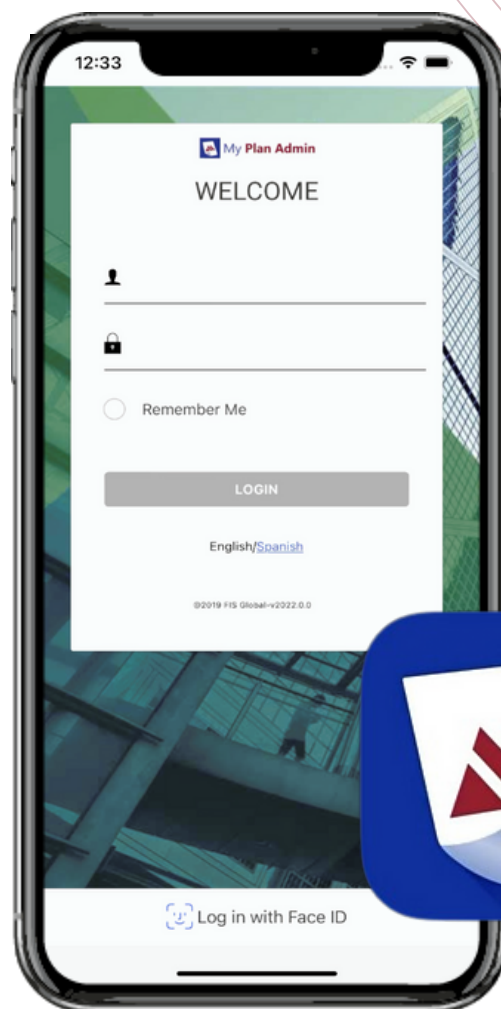 12:33
My Plan Admin
WELCOME
Remember Me
LOGIN
English/Spanish
©2019 FIS Global-v2022.0.0
Log in with Face ID